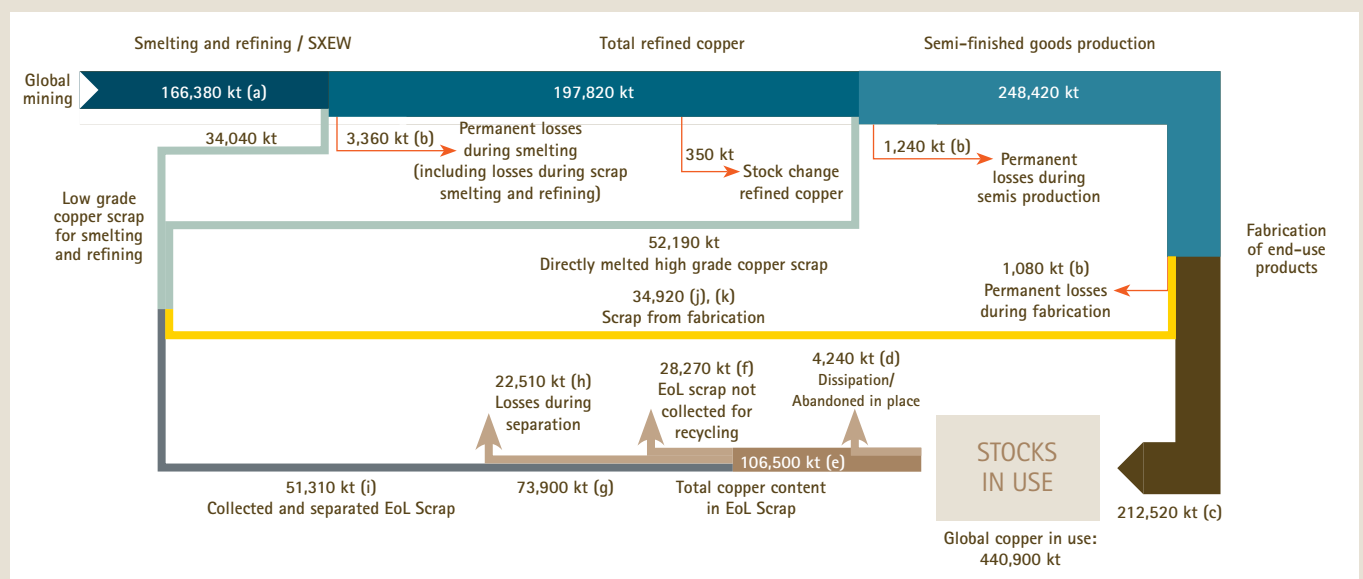 Smelting and refining / SXEW
Total refined copper
Semi-finished goods production
Global
mining
166,380 kt (a)
197,820 kt
248,420 kt
34,040 kt
3,360 kt (b)
Permanent losses
during smelting
(including losses during scrap
smelting and refining)
350 kt
Stock change
refined copper
1,240 kt (b)
Permanent
losses during
semis production
Low grade
copper scrap
for smelting
and refining
52,190 kt
Directly melted high grade copper scrap
Fabrication
of end-use
products
1,080 kt (b)
Permanent losses
during fabrication
34,920 (j), (k)
Scrap from fabrication
22,510 kt (h)
Losses during
separation
28,270 kt (f)
EoL scrap not
collected for
recycling
4,240 kt (d)
Dissipation/
Abandoned in place
106,500 kt (e)
STOCKS
IN USE
51,310 kt (i)
Collected and separated EoL Scrap
73,900 kt (g)
Total copper content
in EoL Scrap
212,520 kt (c)
Global copper in use:
440,900 kt